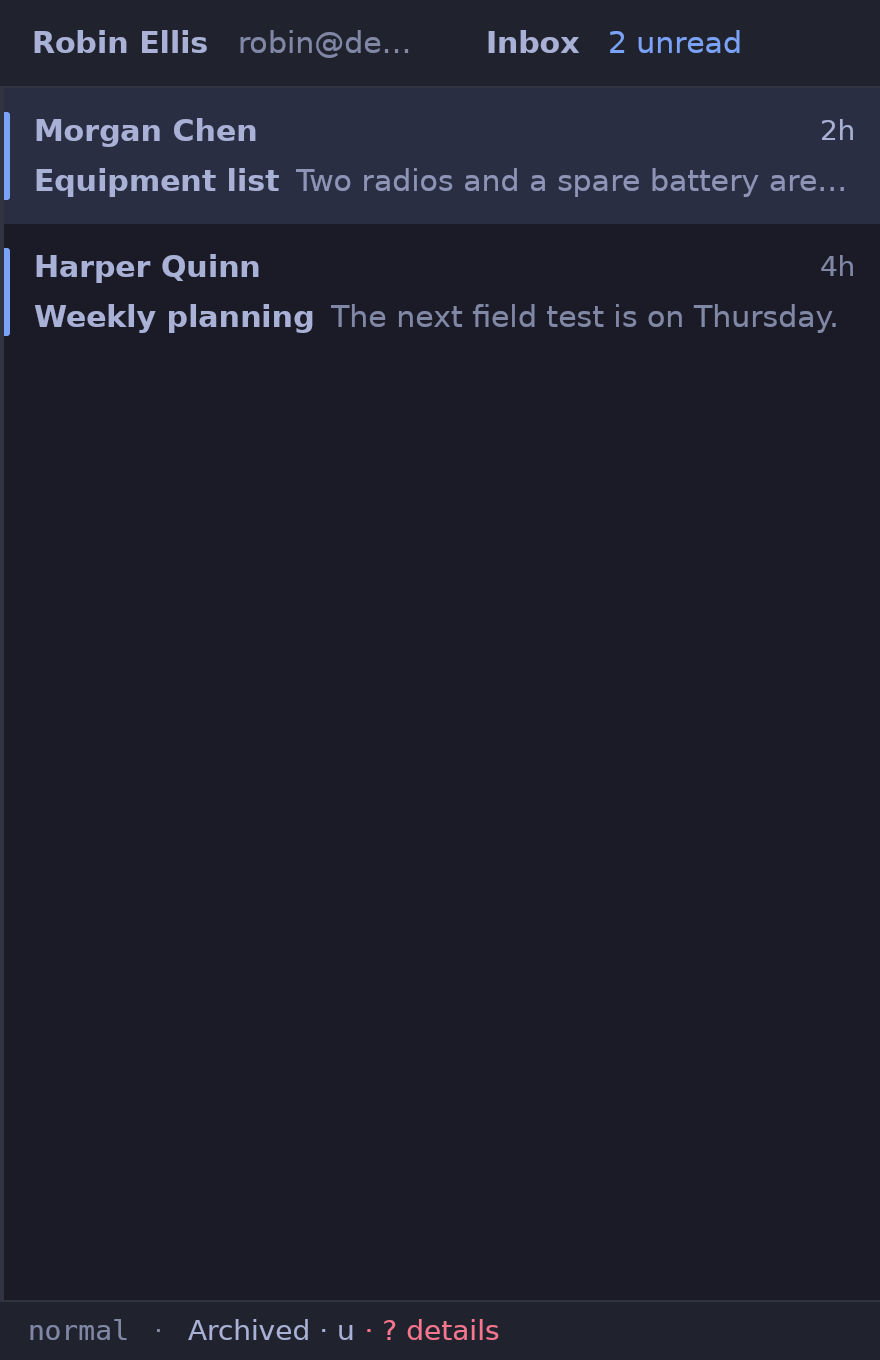 Robin Ellis robin@de… Inbox 2 unread
Morgan Chen 2h
Equipment list Two radios and a spare battery are…
Harper Quinn 4h
Weekly planning The next field test is on Thursday.
normal · Archived · u · ? details